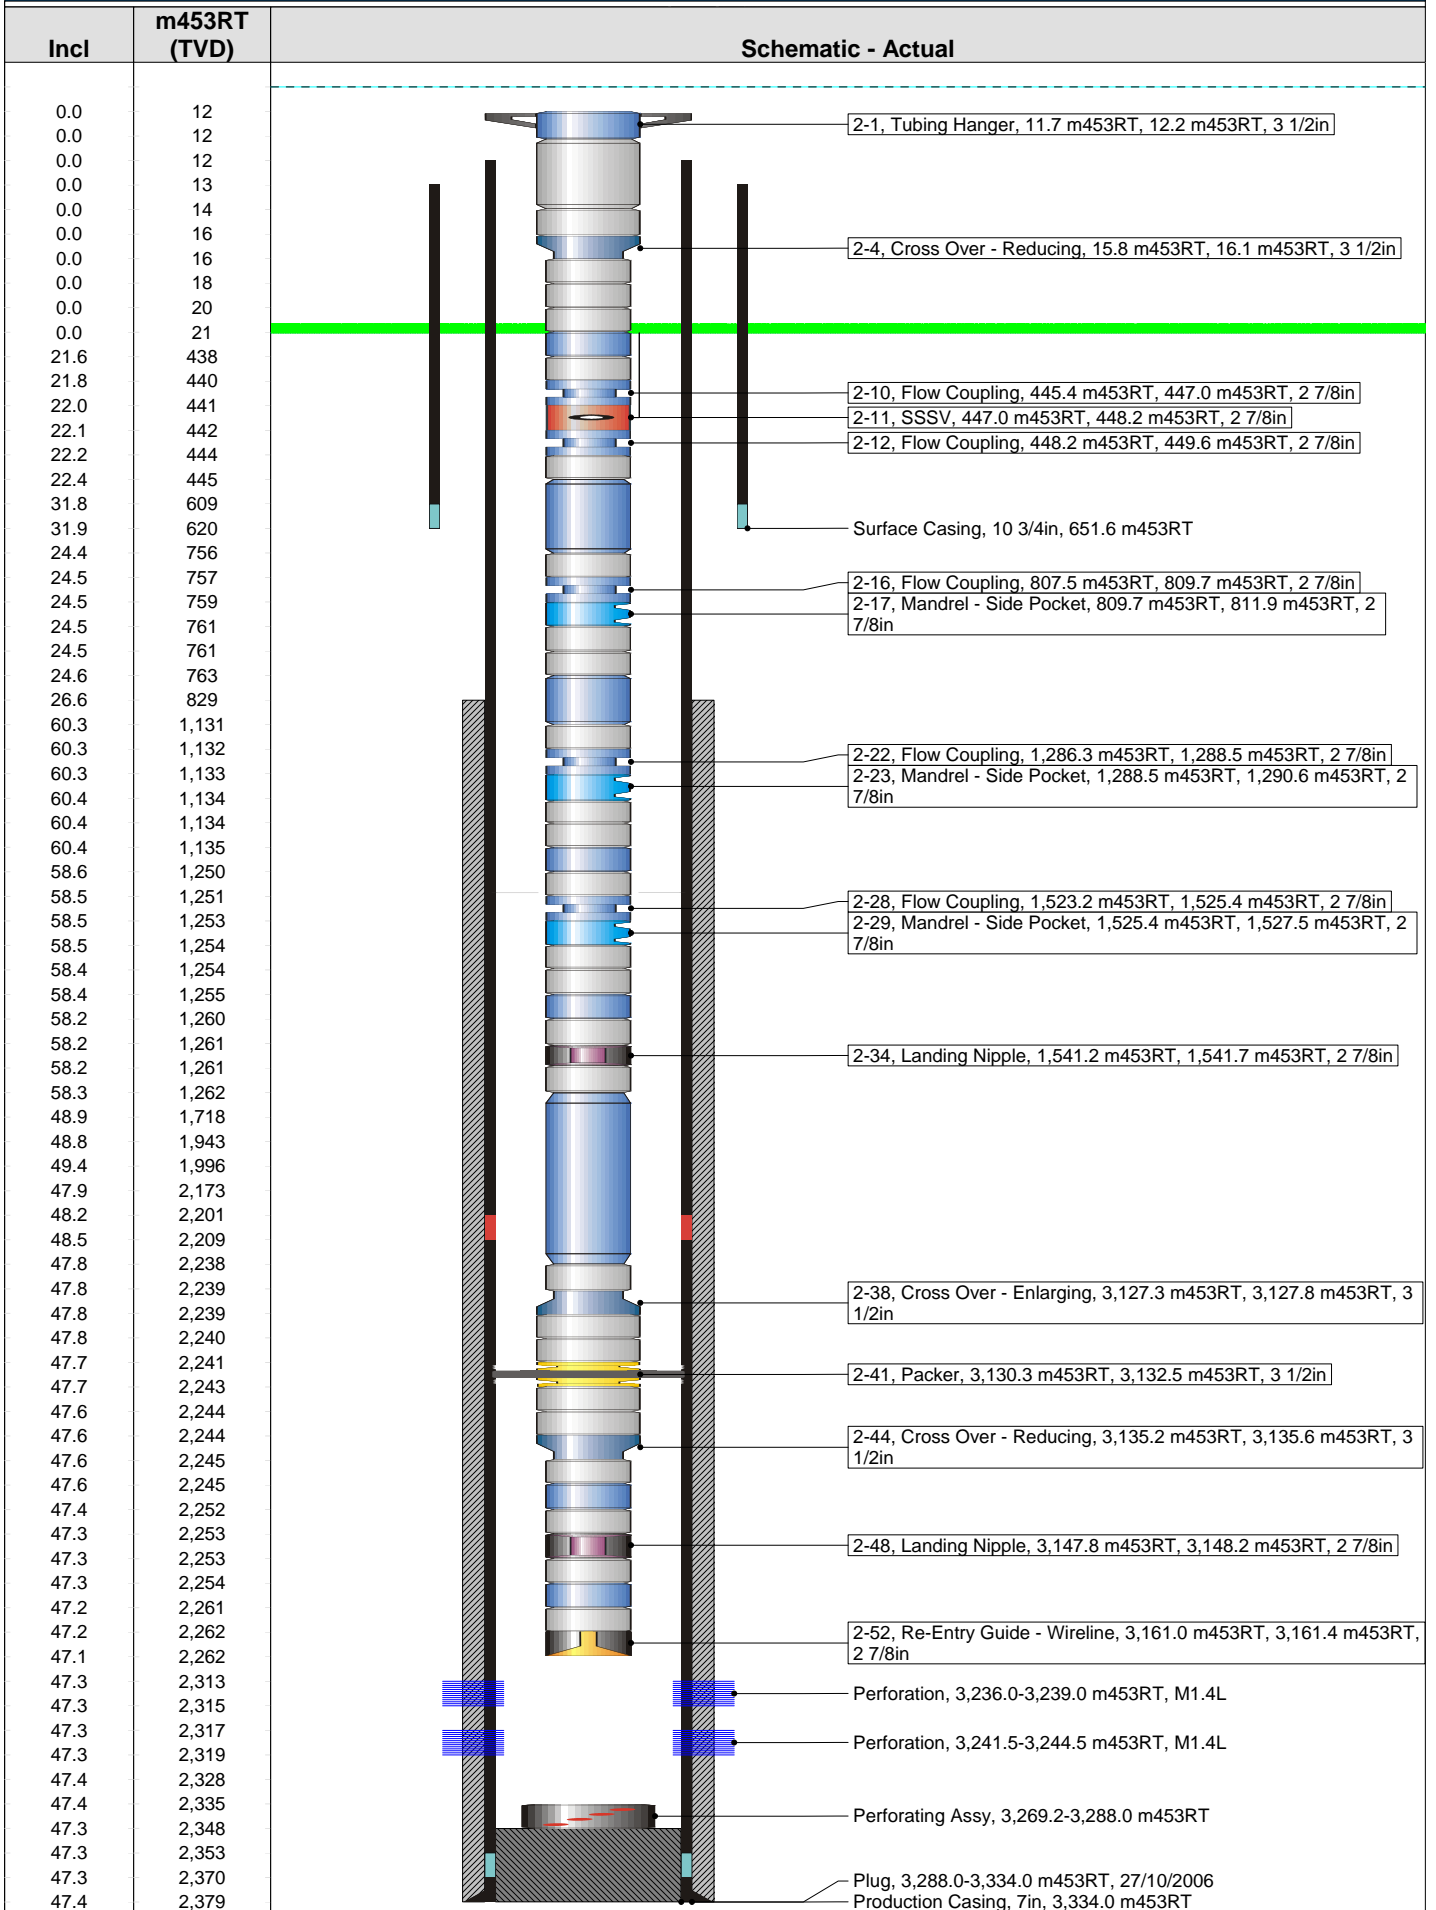 Incl m453RT (TVD) Schematic - Actual
0.0 12
2-1, Tubing Hanger, 11.7 m453RT, 12.2 m453RT, 3 1/2in
0.0 12
0.0 12
0.0 13
0.0 14
0.0 16
2-4, Cross Over - Reducing, 15.8 m453RT, 16.1 m453RT, 3 1/2in
0.0 16
0.0 18
0.0 20
0.0 21
21.6 438
21.8 440
2-10, Flow Coupling, 445.4 m453RT, 447.0 m453RT, 2 7/8in
22.0 441
2-11, SSSV, 447.0 m453RT, 448.2 m453RT, 2 7/8in
22.1 442
2-12, Flow Coupling, 448.2 m453RT, 449.6 m453RT, 2 7/8in
22.2 444
22.4 445
31.8 609
31.9 620
Surface Casing, 10 3/4in, 651.6 m453RT
24.4 756
24.5 757
2-16, Flow Coupling, 807.5 m453RT, 809.7 m453RT, 2 7/8in
24.5 759
2-17, Mandrel - Side Pocket, 809.7 m453RT, 811.9 m453RT, 2
7/8in
24.5 761
24.5 761
24.6 763
26.6 829
60.3 1,131
60.3 1,132
2-22, Flow Coupling, 1,286.3 m453RT, 1,288.5 m453RT, 2 7/8in
60.3 1,133
2-23, Mandrel - Side Pocket, 1,288.5 m453RT, 1,290.6 m453RT, 2
7/8in
60.4 1,134
60.4 1,134
60.4 1,135
58.6 1,250
58.5 1,251
2-28, Flow Coupling, 1,523.2 m453RT, 1,525.4 m453RT, 2 7/8in
58.5 1,253
2-29, Mandrel - Side Pocket, 1,525.4 m453RT, 1,527.5 m453RT, 2
7/8in
58.5 1,254
58.4 1,254
58.4 1,255
58.2 1,260
58.2 1,261
2-34, Landing Nipple, 1,541.2 m453RT, 1,541.7 m453RT, 2 7/8in
58.2 1,261
58.3 1,262
48.9 1,718
48.8 1,943
49.4 1,996
47.9 2,173
48.2 2,201
48.5 2,209
47.8 2,238
47.8 2,239
2-38, Cross Over - Enlarging, 3,127.3 m453RT, 3,127.8 m453RT, 3
1/2in
47.8 2,239
47.8 2,240
47.7 2,241
2-41, Packer, 3,130.3 m453RT, 3,132.5 m453RT, 3 1/2in
47.7 2,243
47.6 2,244
47.6 2,244
2-44, Cross Over - Reducing, 3,135.2 m453RT, 3,135.6 m453RT, 3
1/2in
47.6 2,245
47.6 2,245
47.4 2,252
47.3 2,253
2-48, Landing Nipple, 3,147.8 m453RT, 3,148.2 m453RT, 2 7/8in
47.3 2,253
47.3 2,254
47.2 2,261
47.2 2,262
2-52, Re-Entry Guide - Wireline, 3,161.0 m453RT, 3,161.4 m453RT,
2 7/8in
47.1 2,262
47.3 2,313
Perforation, 3,236.0-3,239.0 m453RT, M1.4L
47.3 2,315
47.3 2,317
Perforation, 3,241.5-3,244.5 m453RT, M1.4L
47.3 2,319
47.4 2,328
47.4 2,335
Perforating Assy, 3,269.2-3,288.0 m453RT
47.3 2,348
47.3 2,353
47.3 2,370
Plug, 3,288.0-3,334.0 m453RT, 27/10/2006
47.4 2,379
Production Casing, 7in, 3,334.0 m453RT